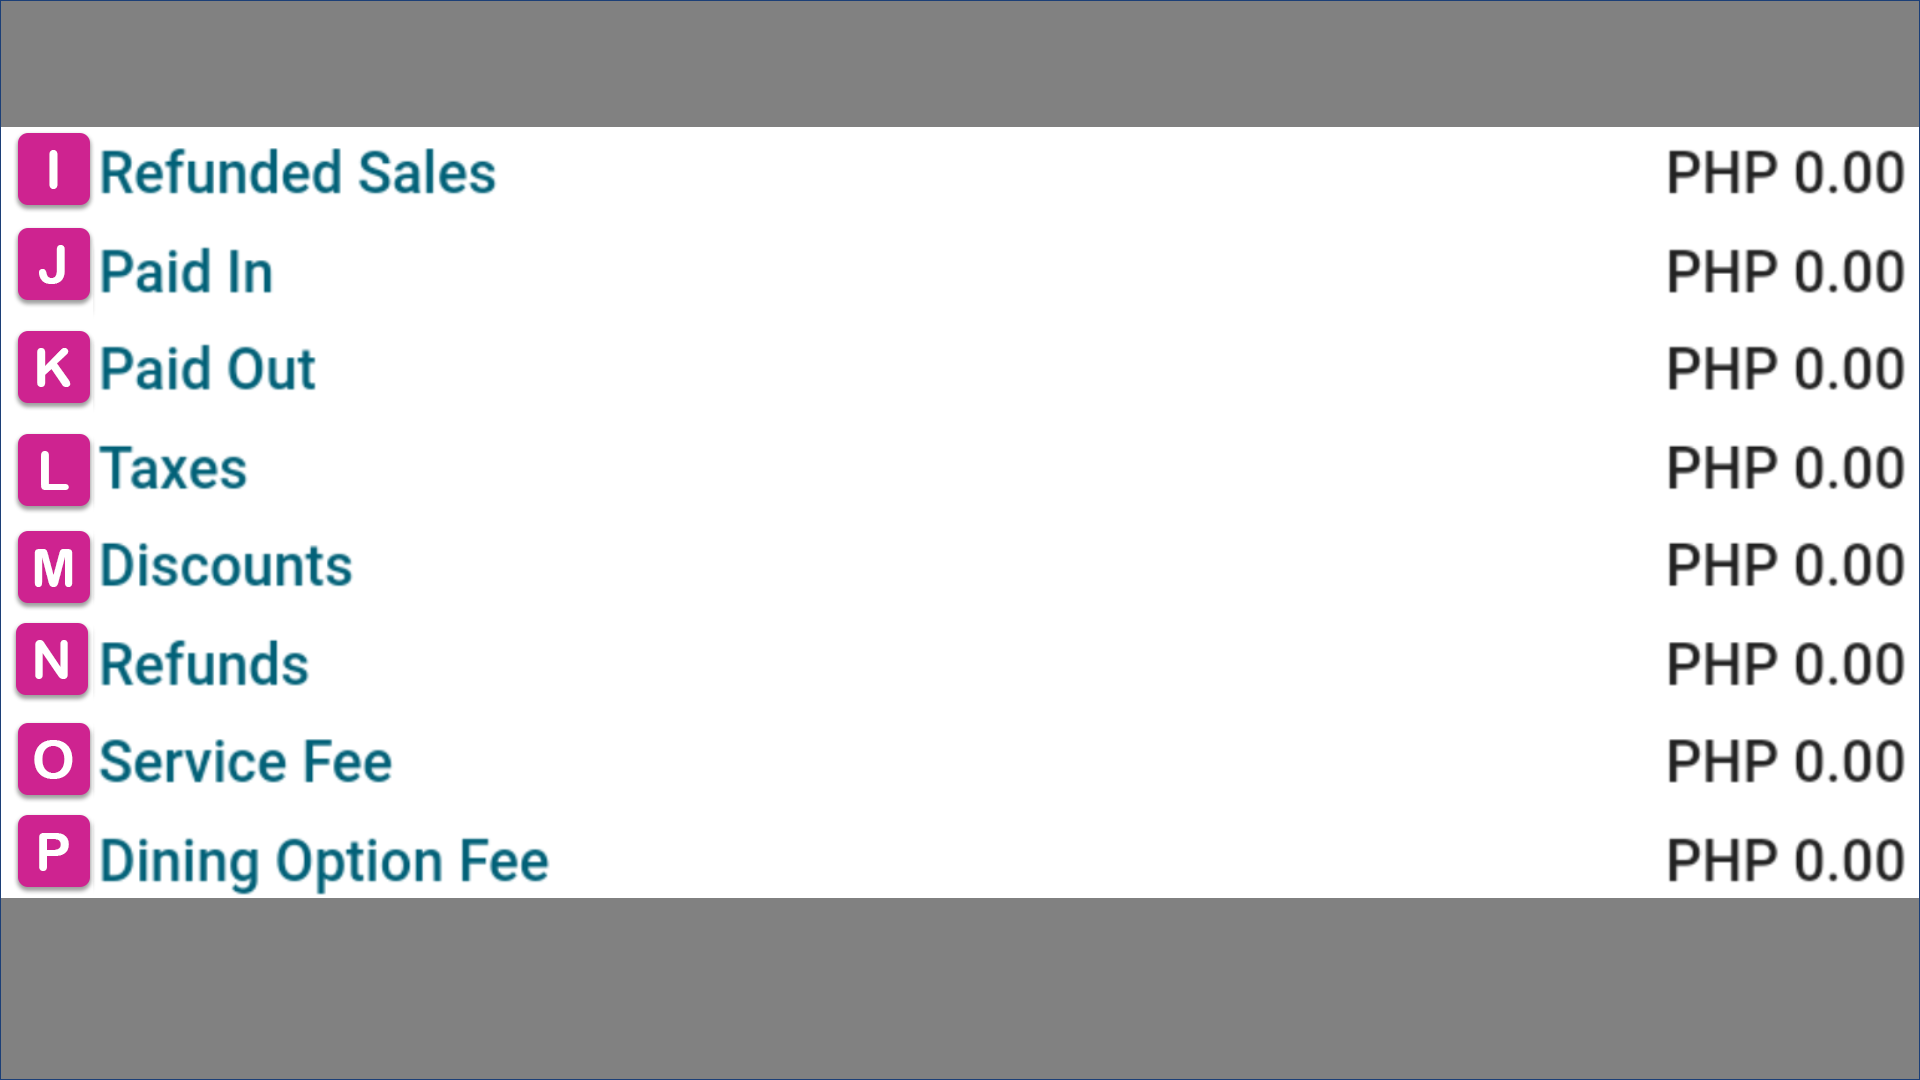 I Refunded Sales PHP 0.00
J Paid In PHP 0.00
K Paid Out PHP 0.00
L Taxes PHP 0.00
M Discounts PHP 0.00
N Refunds PHP 0.00
O Service Fee PHP 0.00
P Dining Option Fee PHP 0.00